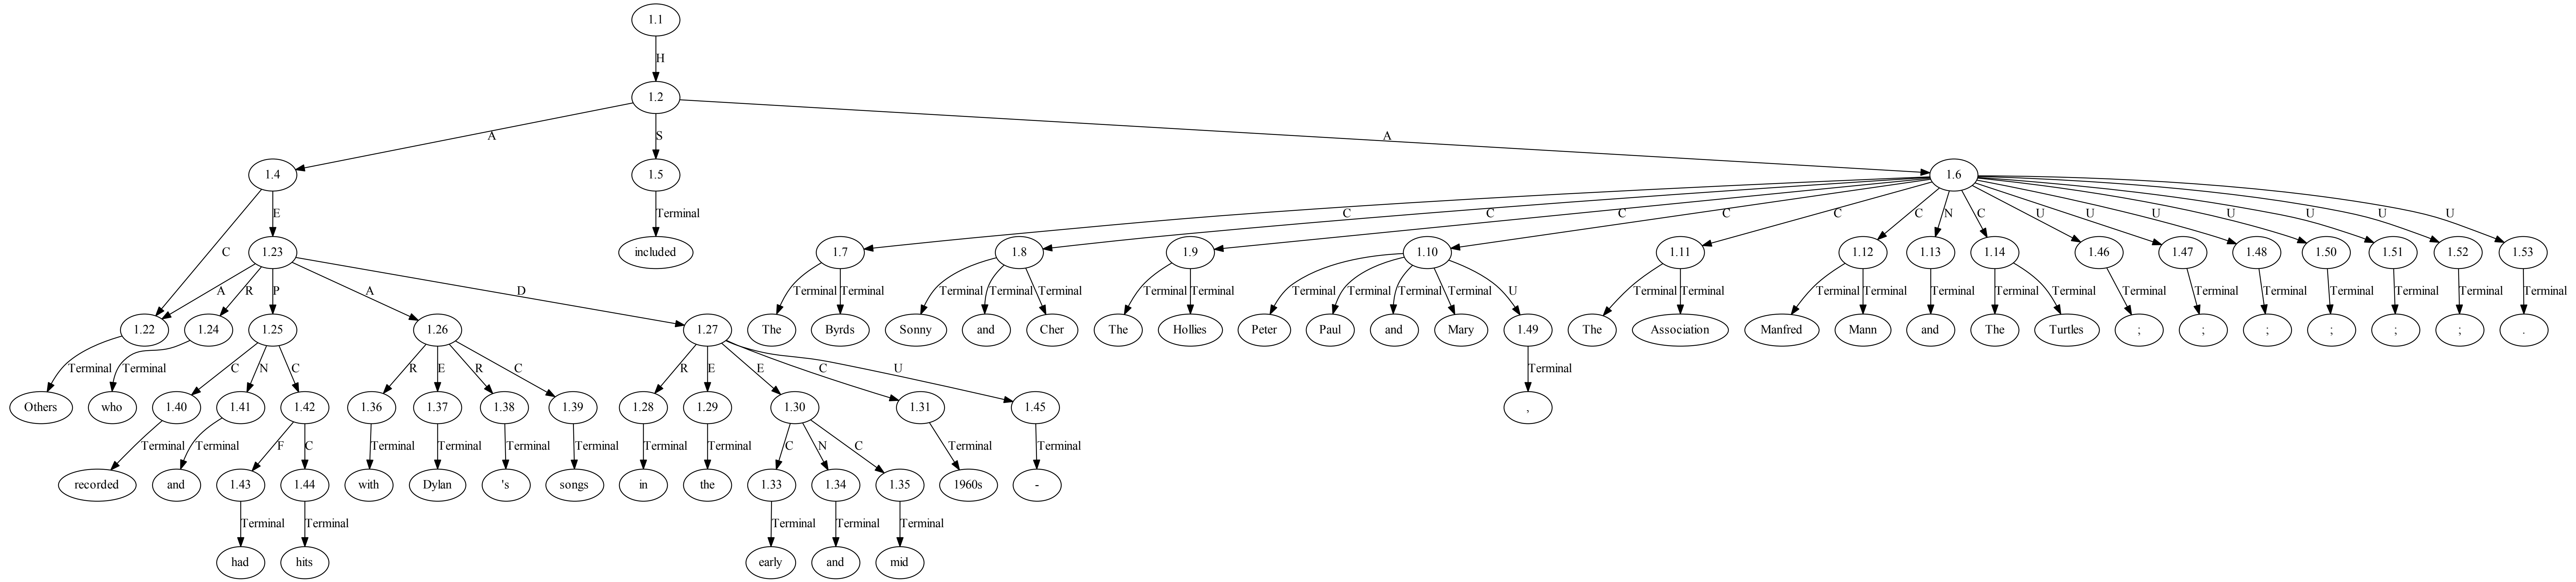 1.1
H
1.2
A S A
1.4 1.5 1.6
C E Terminal C C C C C C N C U U U U U U U
1.23 included 1.7 1.8 1.9 1.10 1.11 1.12 1.13 1.14 1.46 1.47 1.48 1.50 1.51 1.52 1.53
A R P A D Terminal Terminal Terminal Terminal Terminal Terminal Terminal Terminal Terminal Terminal Terminal U Terminal Terminal Terminal Terminal Terminal Terminal Terminal Terminal Terminal Terminal Terminal Terminal Terminal Terminal
1.22 1.24 1.25 1.26 1.27 The Byrds Sonny and Cher The Hollies Peter Paul and Mary 1.49 The Association Manfred Mann and The Turtles ; ; ; ; ; ; .
Terminal Terminal C N C R E R C R E E C U Terminal
Others who 1.40 1.41 1.42 1.36 1.37 1.38 1.39 1.28 1.29 1.30 1.31 1.45 ,
Terminal Terminal F C Terminal Terminal Terminal Terminal Terminal Terminal C N C Terminal Terminal
recorded and 1.43 1.44 with Dylan 's songs in the 1.33 1.34 1.35 1960s -
Terminal Terminal Terminal Terminal Terminal
had hits early and mid